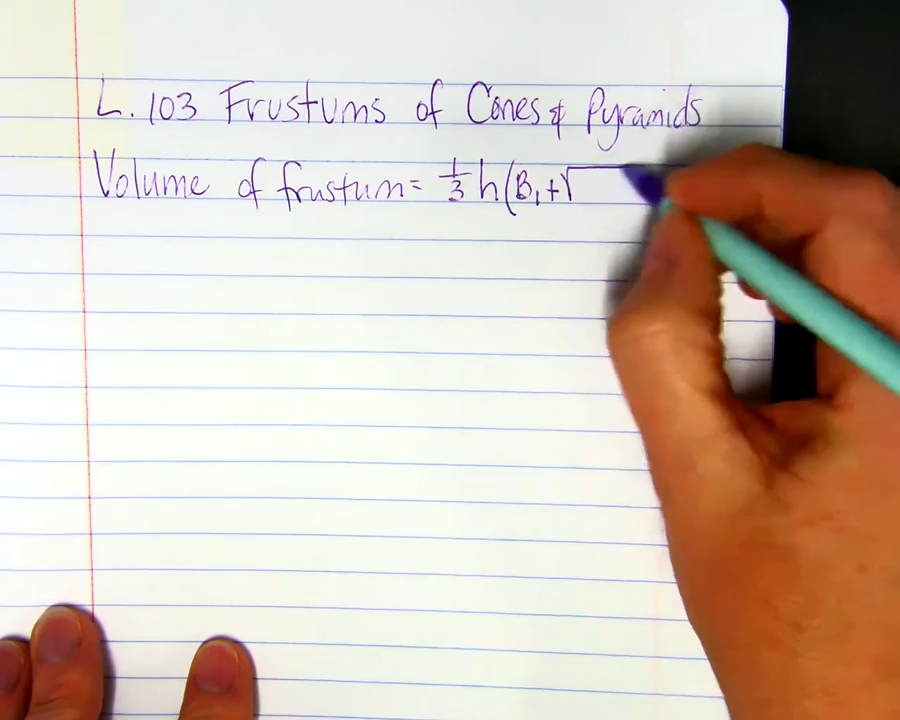 L. 103 Frustums of Cones & Pyramids
Volume of frustum = 1/3 h(B₁+√